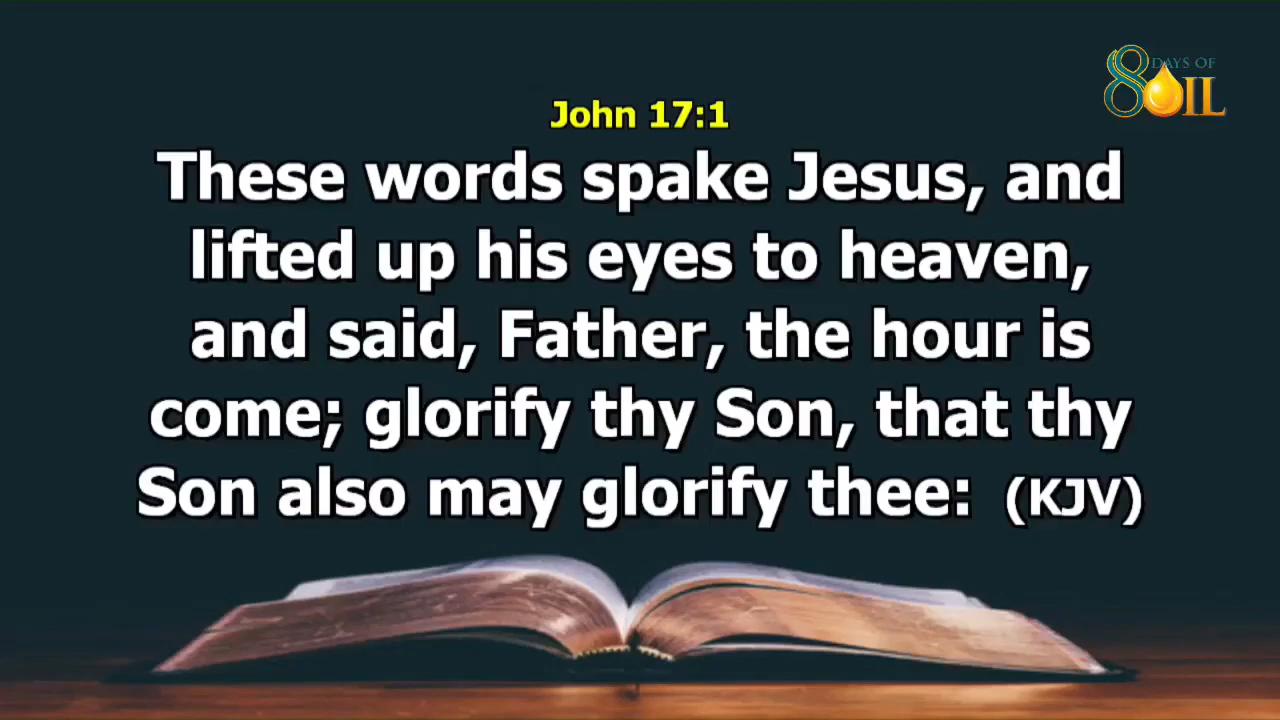 8 DAYS OF
OIL
John 17:1
These words spake Jesus, and
lifted up his eyes to heaven,
and said, Father, the hour is
come; glorify thy Son, that thy
Son also may glorify thee: (KJV)